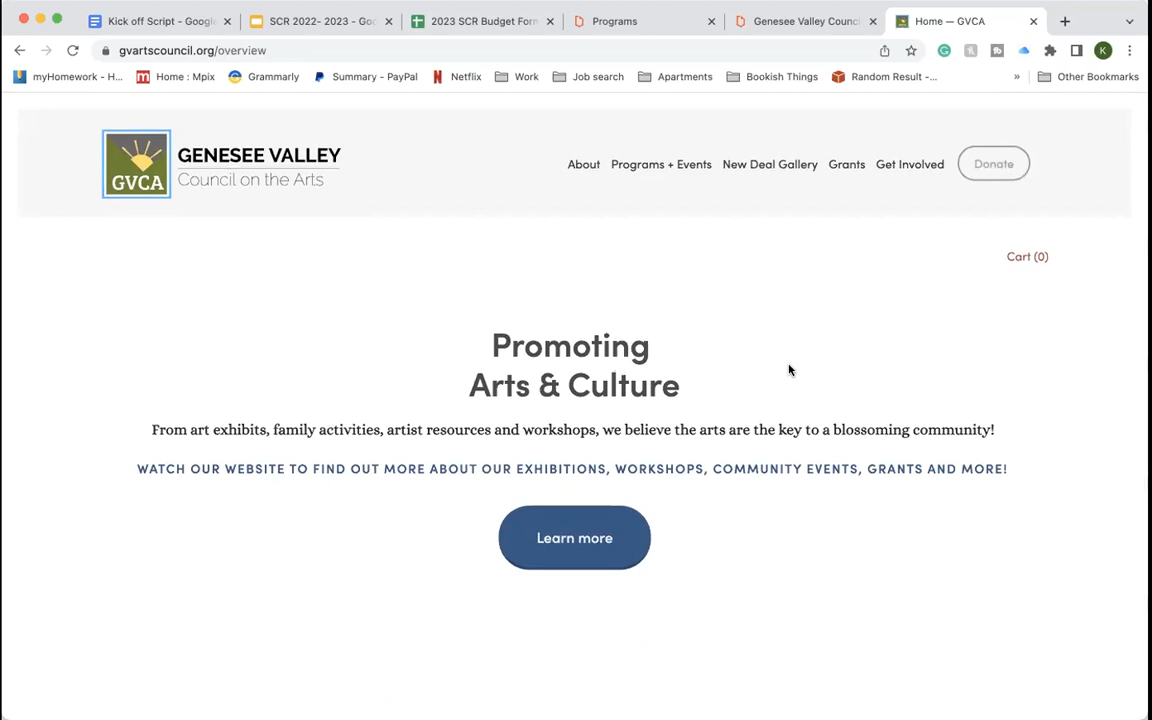 Kick off Script - Google
SCR 2022- 2023 - Goo
2023 SCR Budget Form
Programs
Genesee Valley Counci
Home — GVCA
gvartscouncil.org/overview
K
myHomework - H...
Home : Mpix
Grammarly
Summary - PayPal
Netflix
Work
Job search
Apartments
Bookish Things
Random Result -...
»
Other Bookmarks
GVCA
GENESEE VALLEY
Council on the Arts
About
Programs + Events
New Deal Gallery
Grants
Get Involved
Donate
Cart (0)
Promoting
Arts & Culture
From art exhibits, family activities, artist resources and workshops, we believe the arts are the key to a blossoming community!
WATCH OUR WEBSITE TO FIND OUT MORE ABOUT OUR EXHIBITIONS, WORKSHOPS, COMMUNITY EVENTS, GRANTS AND MORE!
Learn more